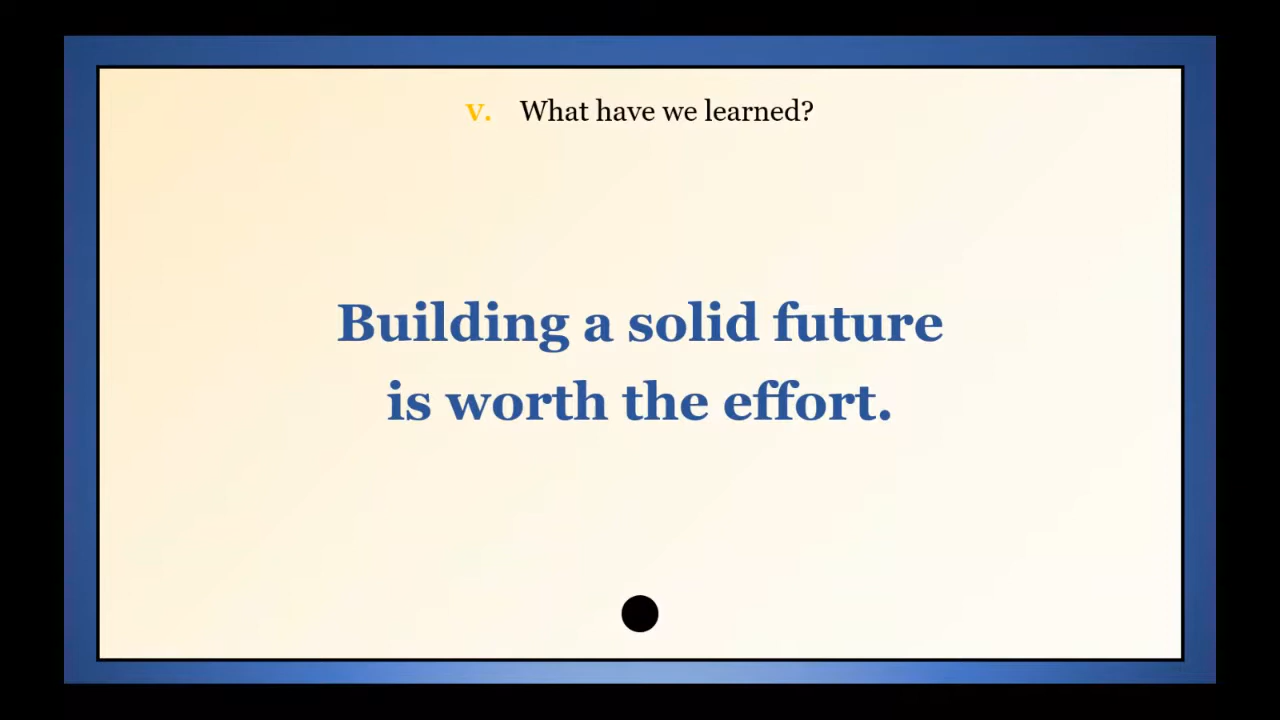 v. What have we learned?
Building a solid future
is worth the effort.